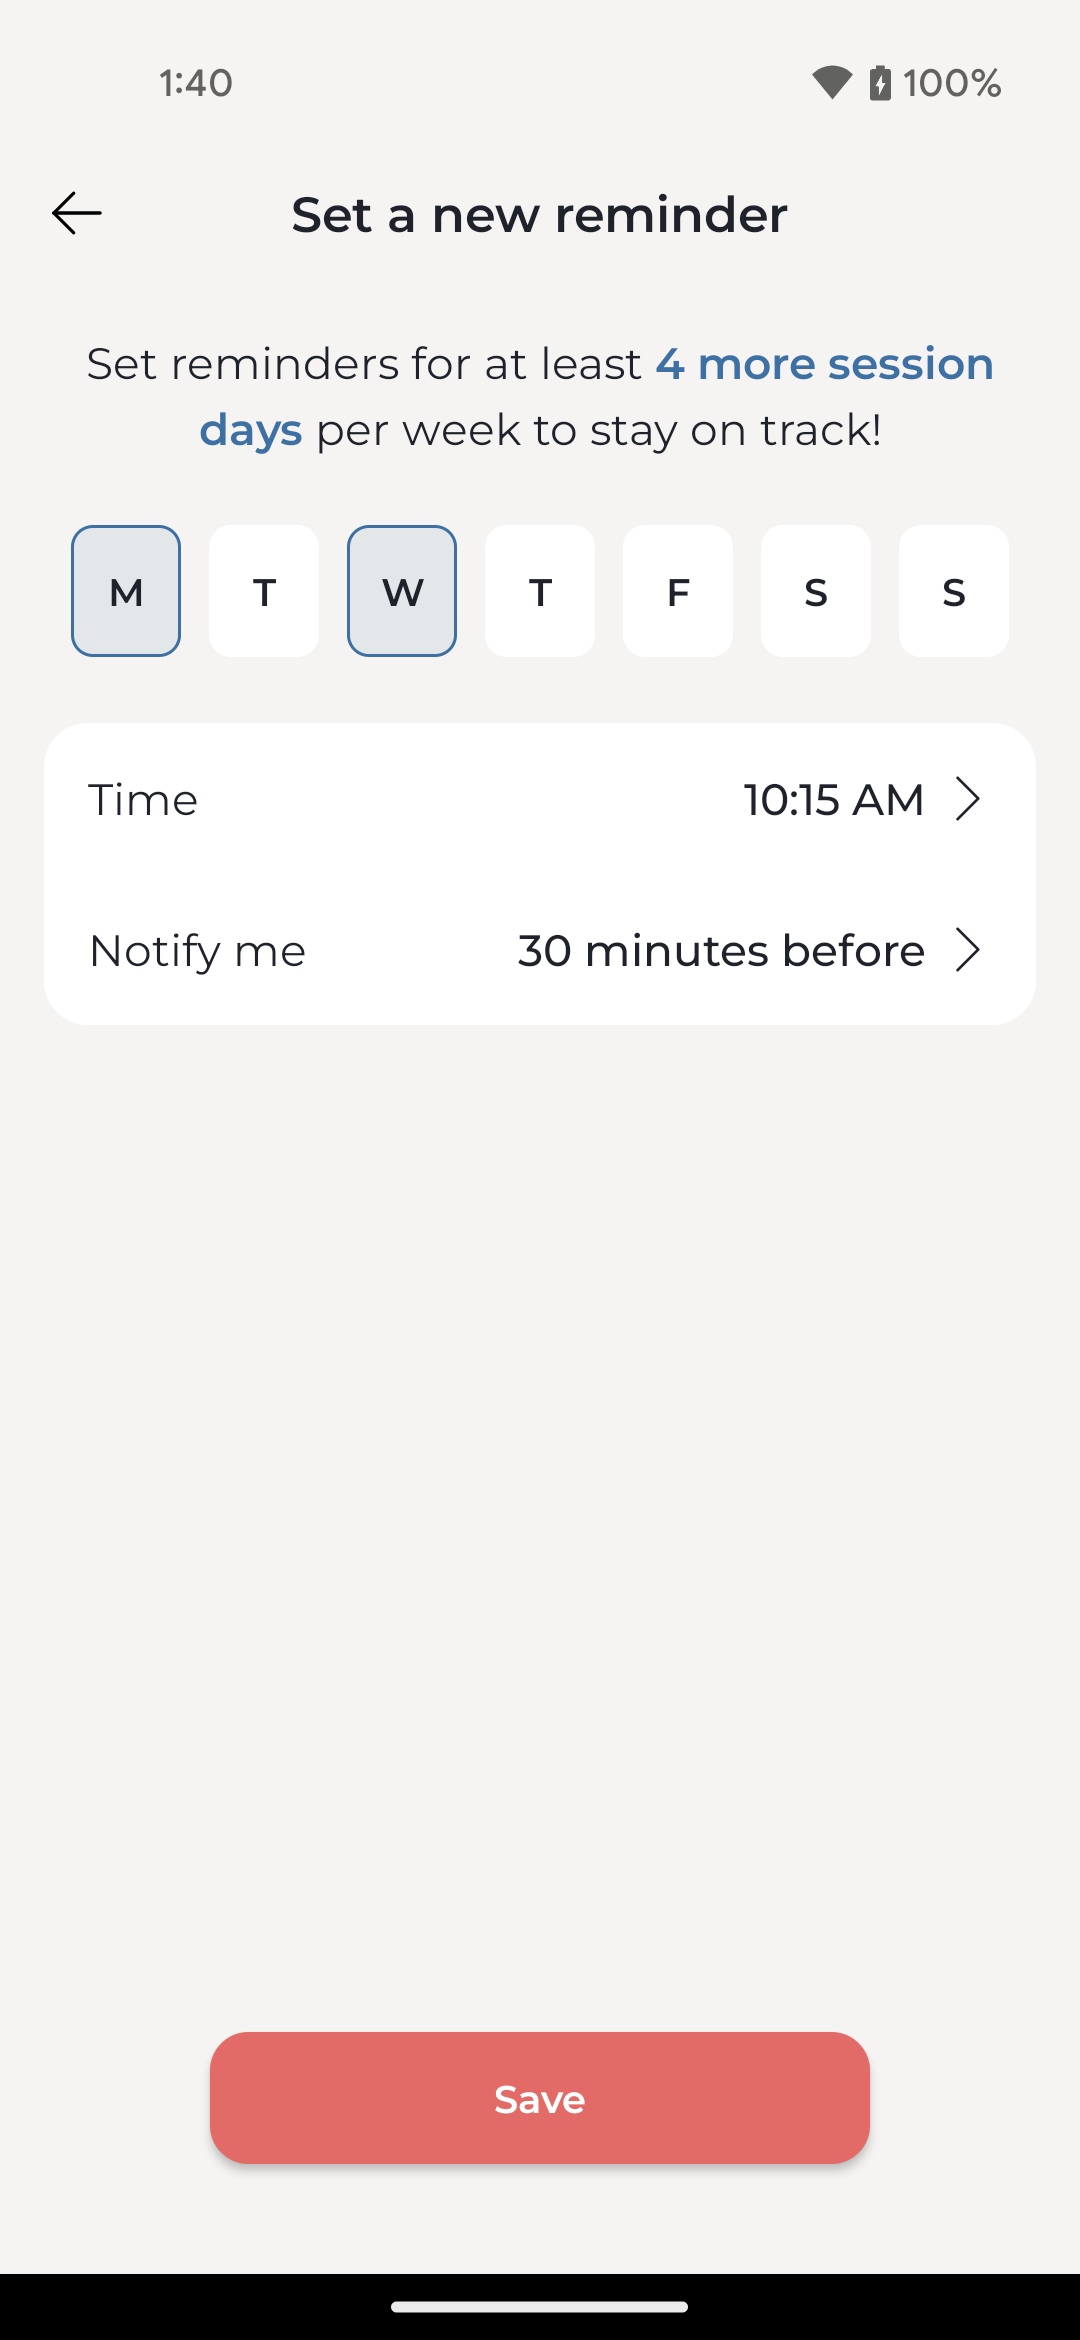 1:40
100%
Set a new reminder
Set reminders for at least 4 more session
days per week to stay on track!
M T W T F S S
Time 10:15 AM
Notify me 30 minutes before
Save